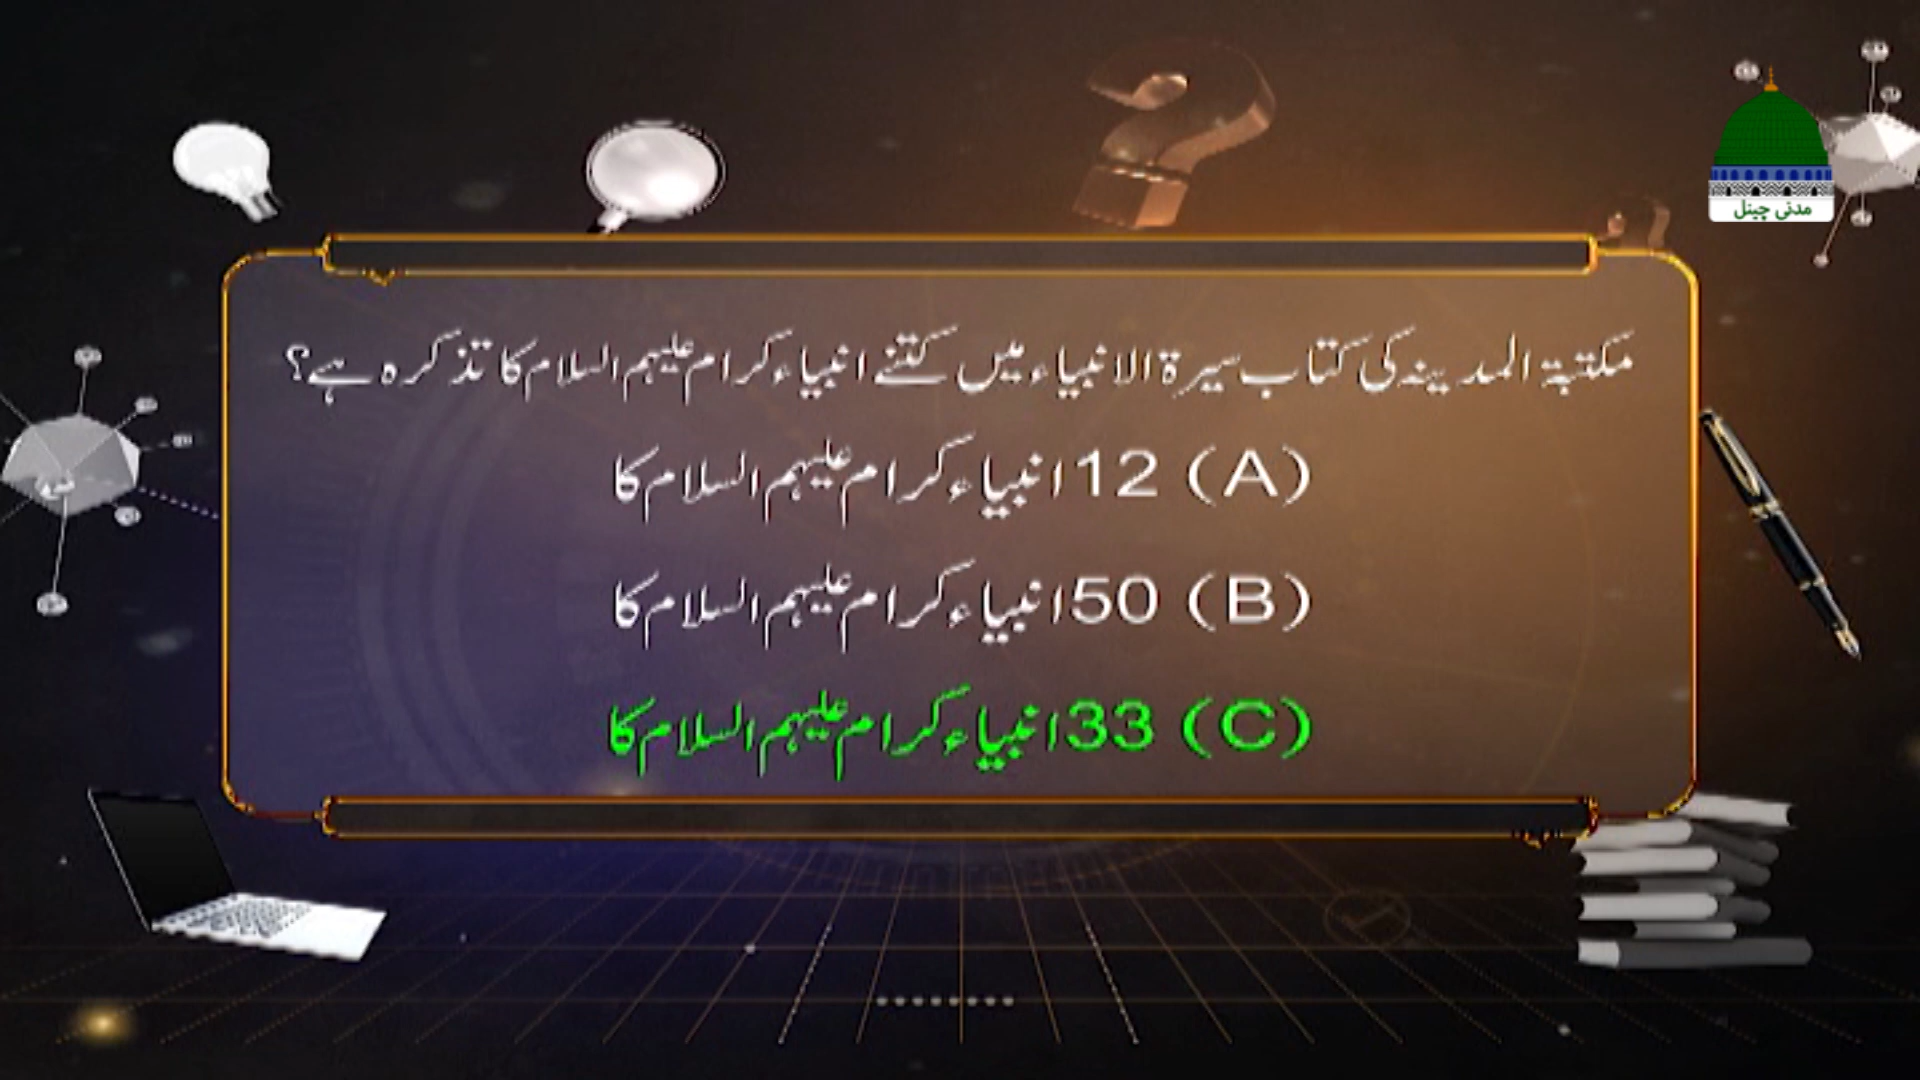 مدنی چینل
مکتبۃ المدینہ کی کتاب سیرۃ الانبیاء میں کتنے انبیاء کرام علیہم السلام کا تذکرہ ہے؟
(A) 12 انبیاء کرام علیہم السلام کا
(B) 50 انبیاء کرام علیہم السلام کا
(C) 33 انبیاء کرام علیہم السلام کا